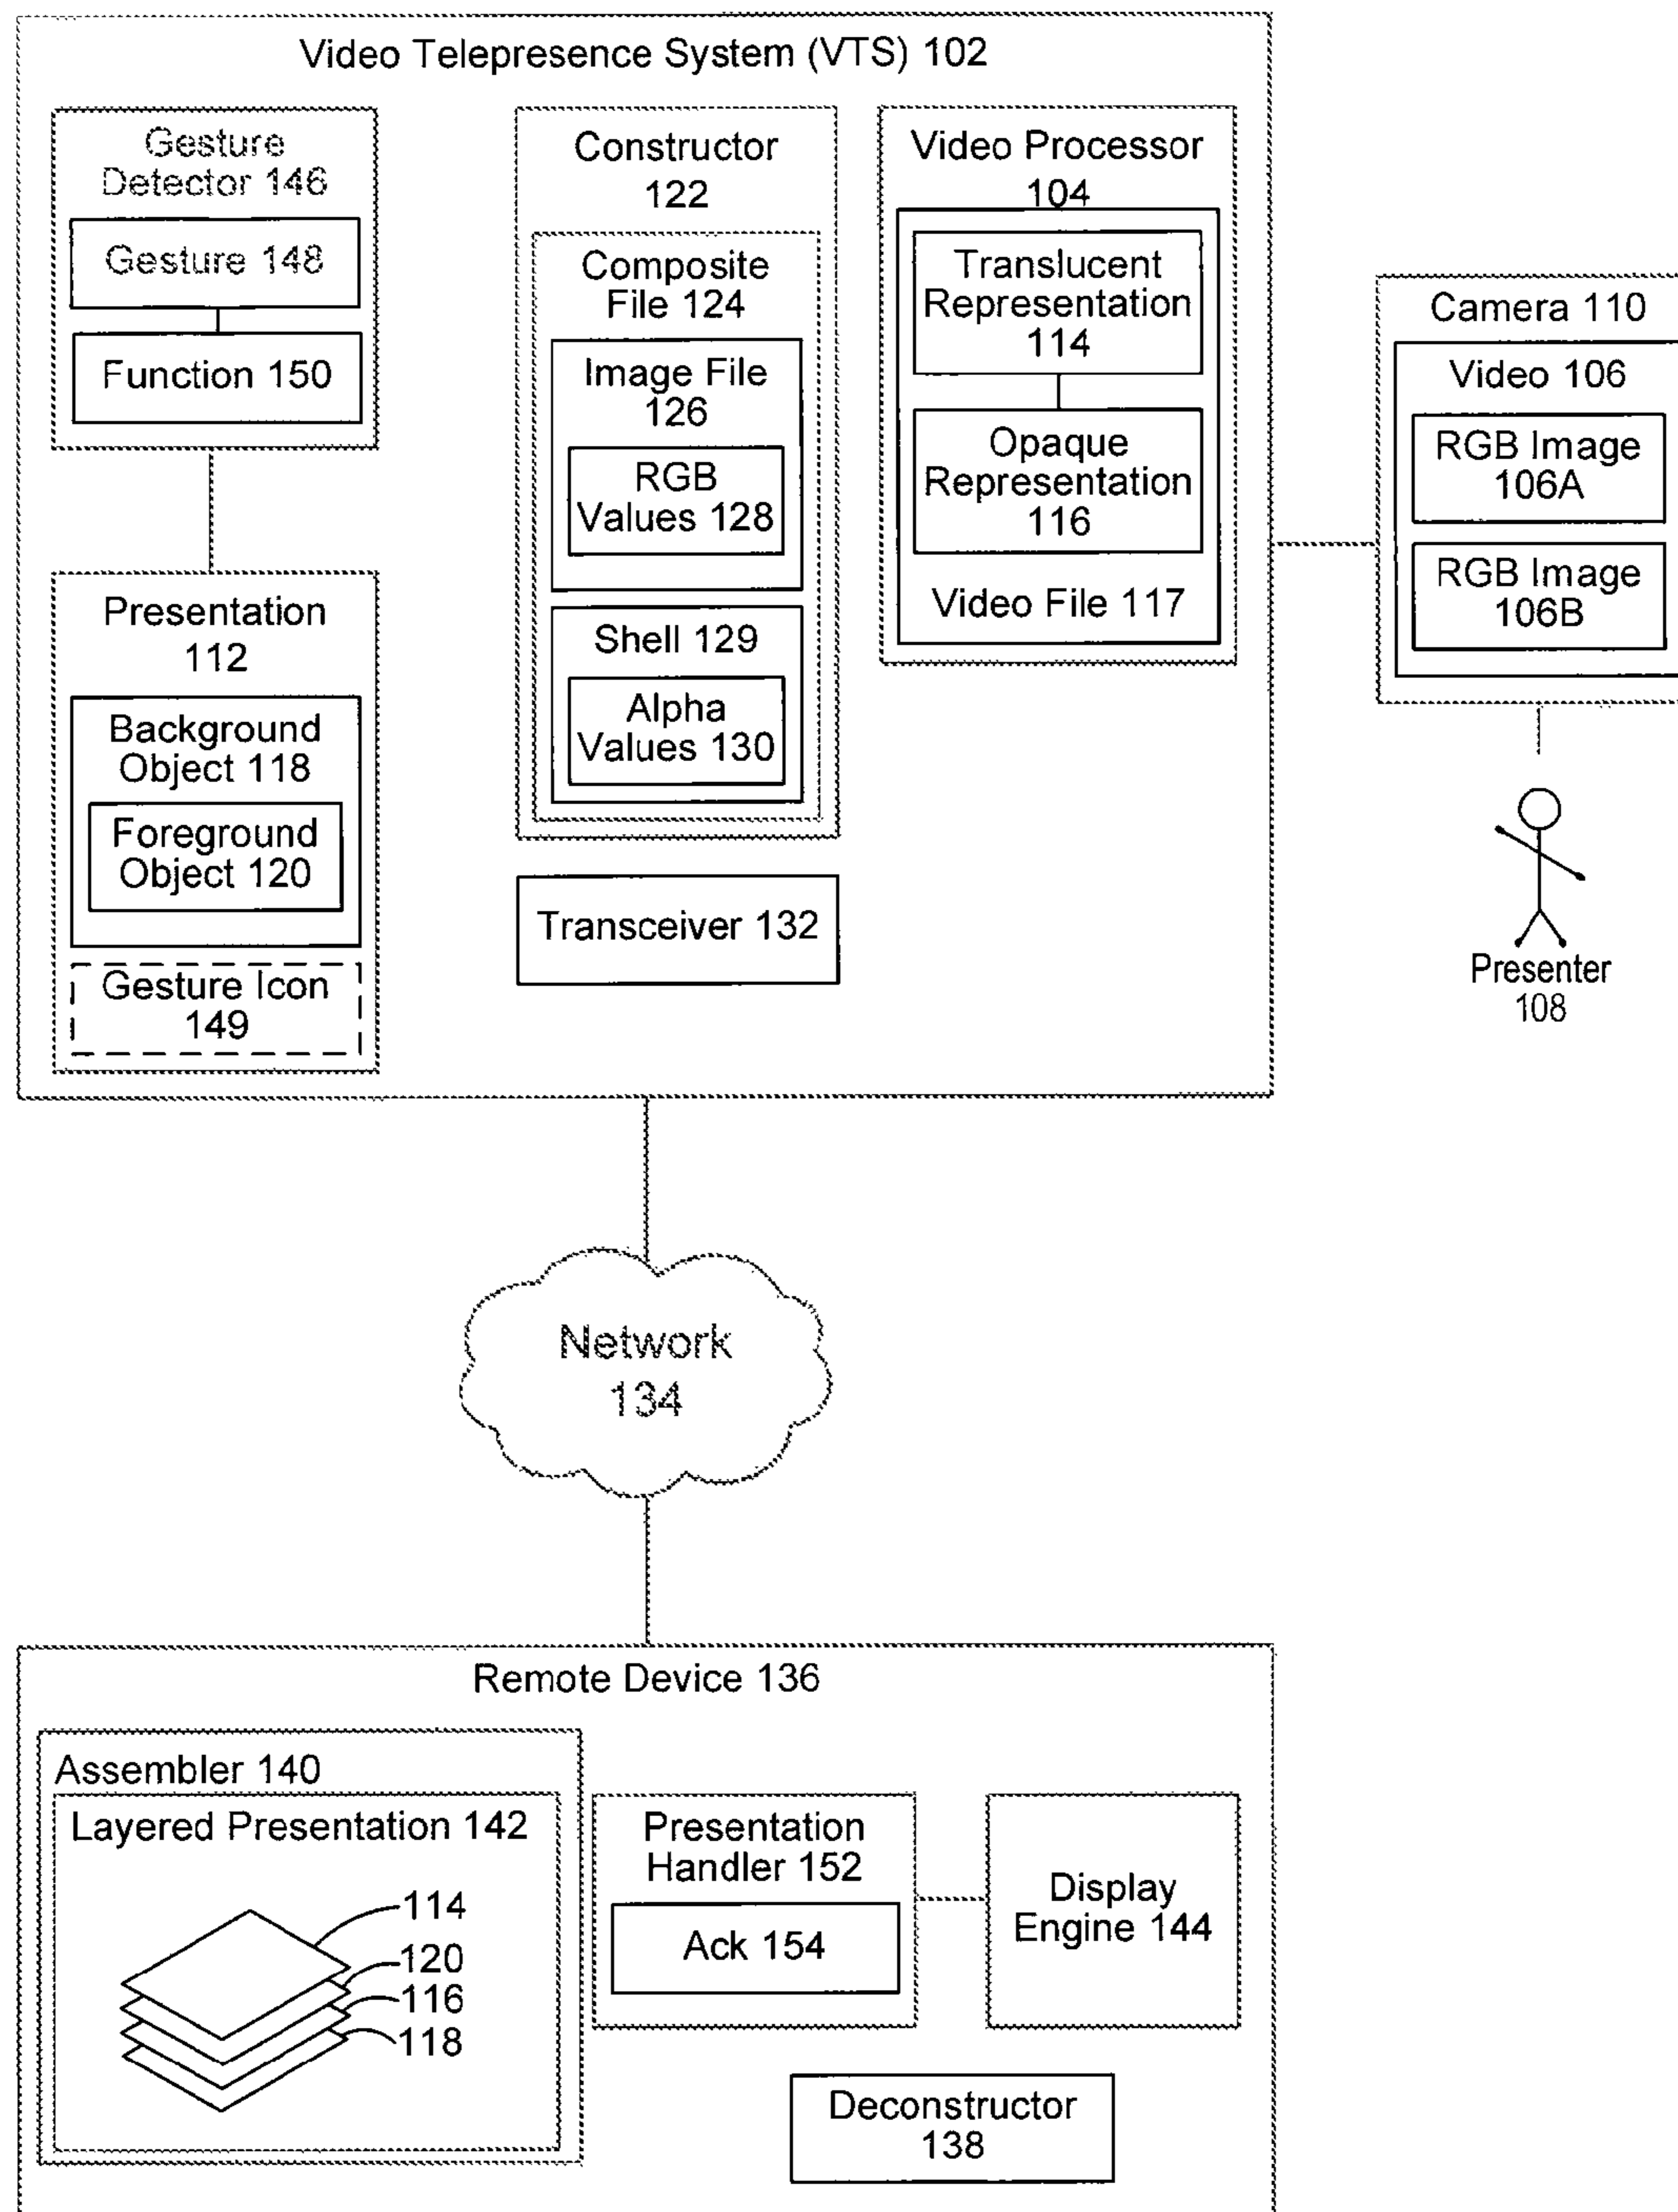 Video Telepresence System (VTS) 102
Gesture
Detector 146
Gesture 148
Function 150
Presentation
112
Background
Object 118
Foreground
Object 120
Gesture Icon
149
Constructor
122
Composite
File 124
Image File
126
RGB
Values 128
Shell 129
Alpha
Values 130
Transceiver 132
Video Processor
104
Translucent
Representation
114
Opaque
Representation
116
Video File 117
Camera 110
Video 106
RGB Image
106A
RGB Image
106B
Presenter
108
Network
134
Remote Device 136
Assembler 140
Layered Presentation 142
114
120
116
118
Presentation
Handler 152
Ack 154
Display
Engine 144
Deconstructor
138